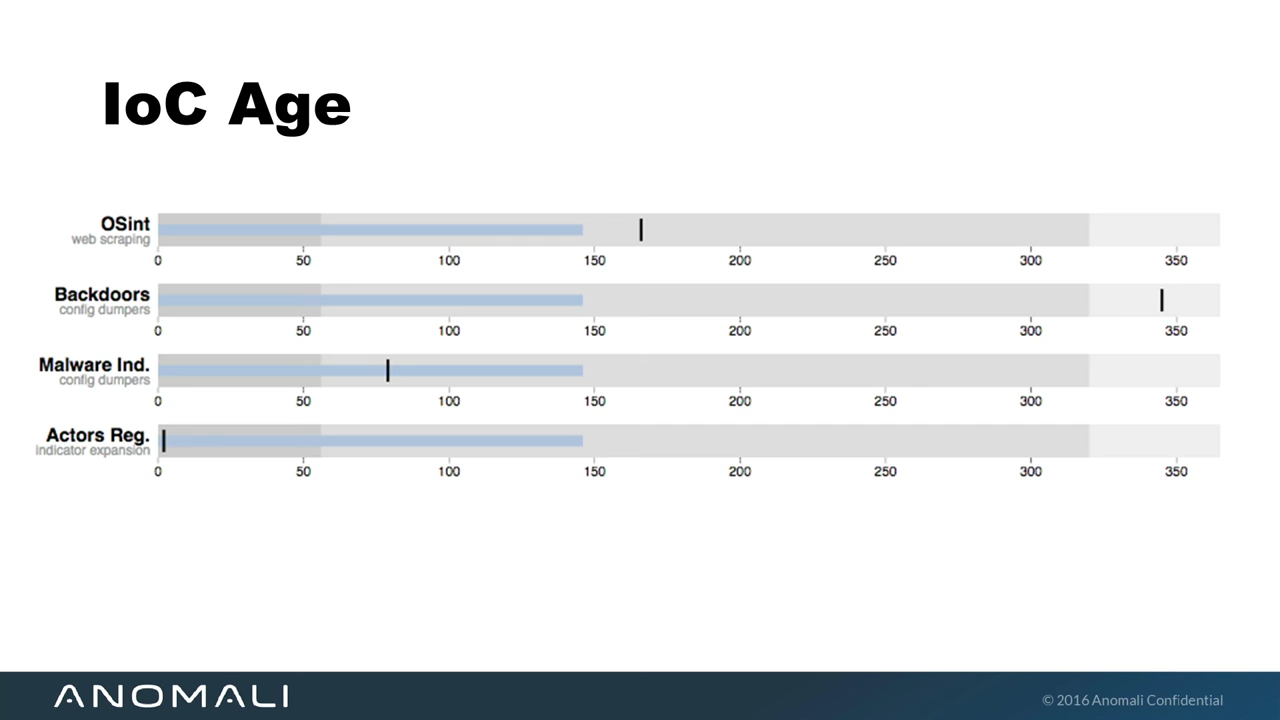 IoC Age
OSint
web scraping
0 50 100 150 200 250 300 350
Backdoors
config dumpers
0 50 100 150 200 250 300 350
Malware Ind.
config dumpers
0 50 100 150 200 250 300 350
Actors Reg.
indicator expansion
0 50 100 150 200 250 300 350
ANOMALI
© 2016 Anomali Confidential